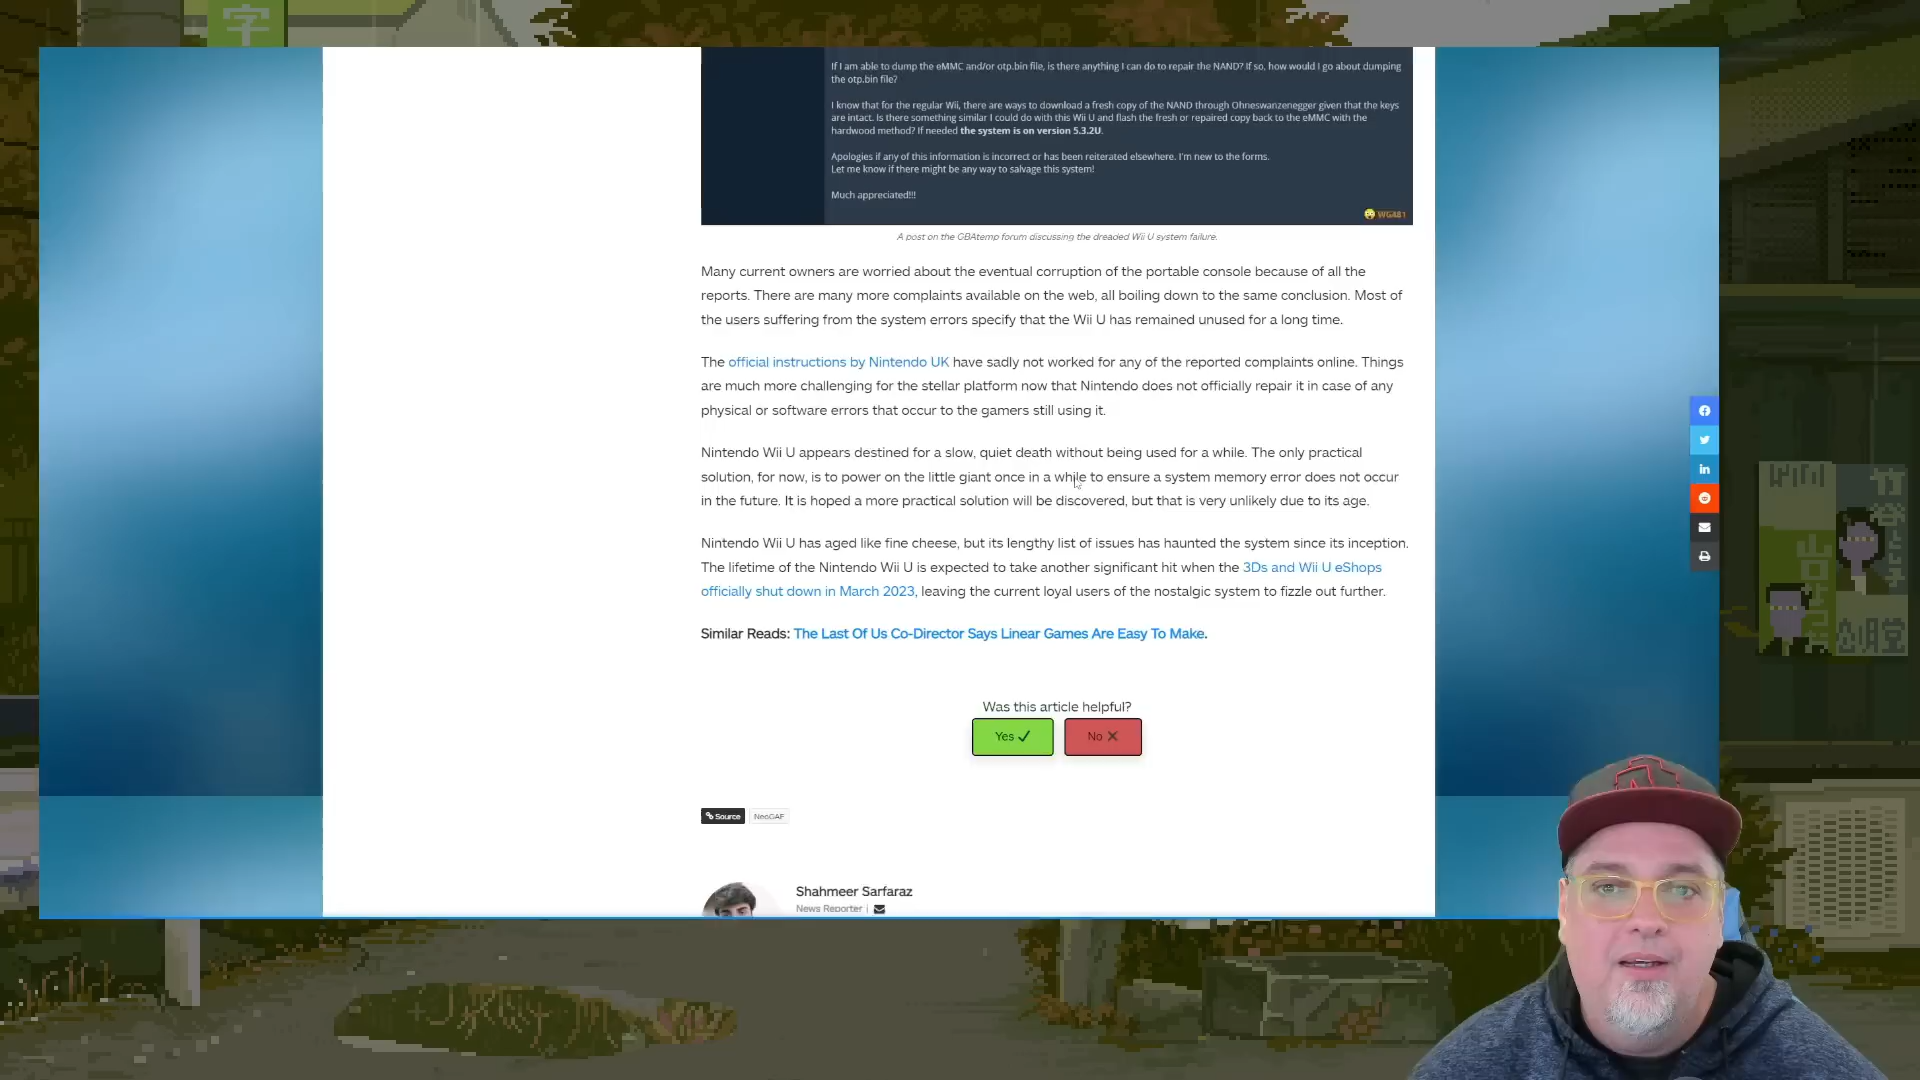 字
If I am able to dump the eMMC and/or otp.bin file, is there anything I can do to repair the NAND? If so, how would I go about dumping
the otp.bin file?
I know that for the regular Wii, there are ways to download a fresh copy of the NAND through Ohneswanzenegger given that the keys
are intact. Is there something similar I could do with this Wii U and flash the fresh or repaired copy back to the eMMC with the
hardwood method? If needed the system is on version 5.3.2U.
Apologies if any of this information is incorrect or has been reiterated elsewhere. I'm new to the forms.
Let me know if there might be any way to salvage this system!
Much appreciated!!!
WGA81
A post on the GBAtemp forum discussing the dreaded Wii U system failure.
Many current owners are worried about the eventual corruption of the portable console because of all the
reports. There are many more complaints available on the web, all boiling down to the same conclusion. Most of
the users suffering from the system errors specify that the Wii U has remained unused for a long time.
The official instructions by Nintendo UK have sadly not worked for any of the reported complaints online. Things
are much more challenging for the stellar platform now that Nintendo does not officially repair it in case of any
physical or software errors that occur to the gamers still using it.
Nintendo Wii U appears destined for a slow, quiet death without being used for a while. The only practical
solution, for now, is to power on the little giant once in a while to ensure a system memory error does not occur
in the future. It is hoped a more practical solution will be discovered, but that is very unlikely due to its age.
Nintendo Wii U has aged like fine cheese, but its lengthy list of issues has haunted the system since its inception.
The lifetime of the Nintendo Wii U is expected to take another significant hit when the 3Ds and Wii U eShops
officially shut down in March 2023, leaving the current loyal users of the nostalgic system to fizzle out further.
Similar Reads: The Last Of Us Co-Director Says Linear Games Are Easy To Make.
Was this article helpful?
Yes ✓
No ✕
Source NeoGAF
Shahmeer Sarfaraz
News Reporter |